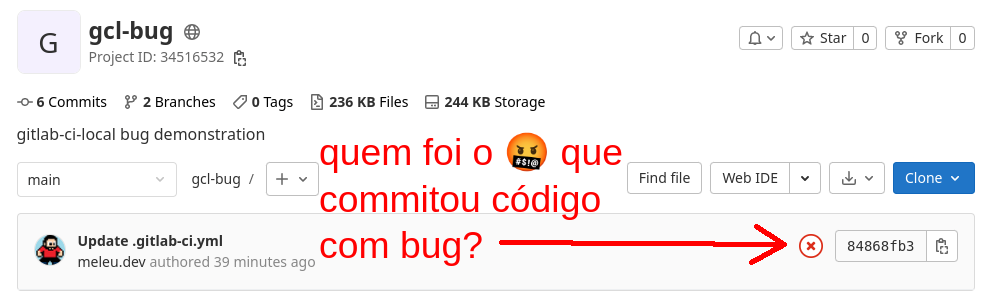 G
gcl-bug
Project ID: 34516532
Star 0
Fork 0
6 Commits 2 Branches 0 Tags 236 KB Files 244 KB Storage
gitlab-ci-local bug demonstration
quem foi o 🤬 que
commitou código
com bug?
main
gcl-bug /
Find file
Web IDE
Clone
Update .gitlab-ci.yml
meleu.dev authored 39 minutes ago
84868fb3